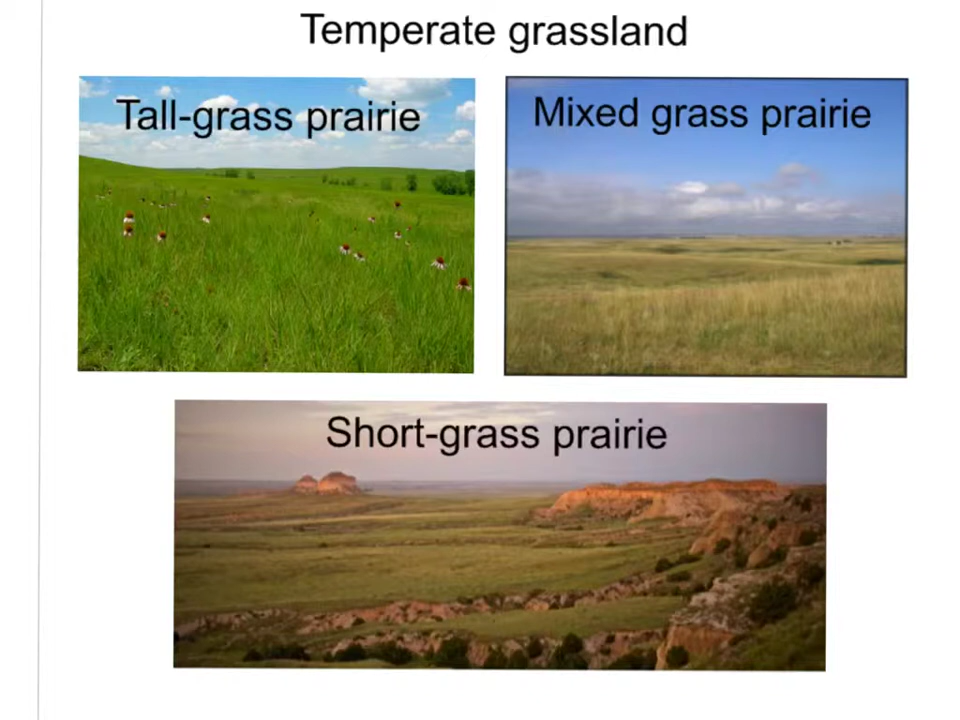 Temperate grassland
Tall-grass prairie
Mixed grass prairie
Short-grass prairie